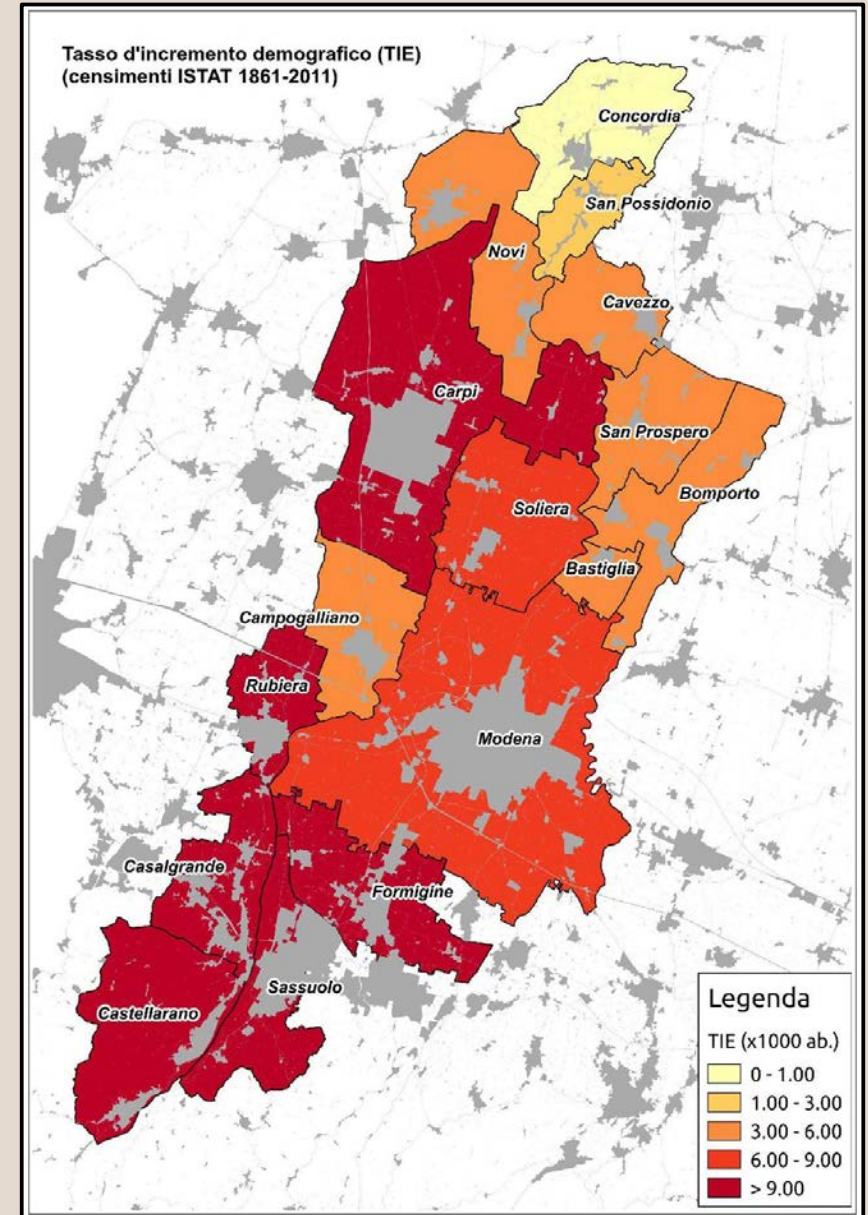 Tasso d'incremento demografico (TIE)
(censimenti ISTAT 1861-2011)
Concordia
San Possidonio
Novi
Cavezzo
Carpi
San Prospero
Bomporto
Soliera
Bastiglia
Campogalliano
Rubiera
Modena
Casalgrande
Formigine
Sassuolo
Castellarano
Legenda
TIE (x1000 ab.)
0 - 1.00
1.00 - 3.00
3.00 - 6.00
6.00 - 9.00
> 9.00